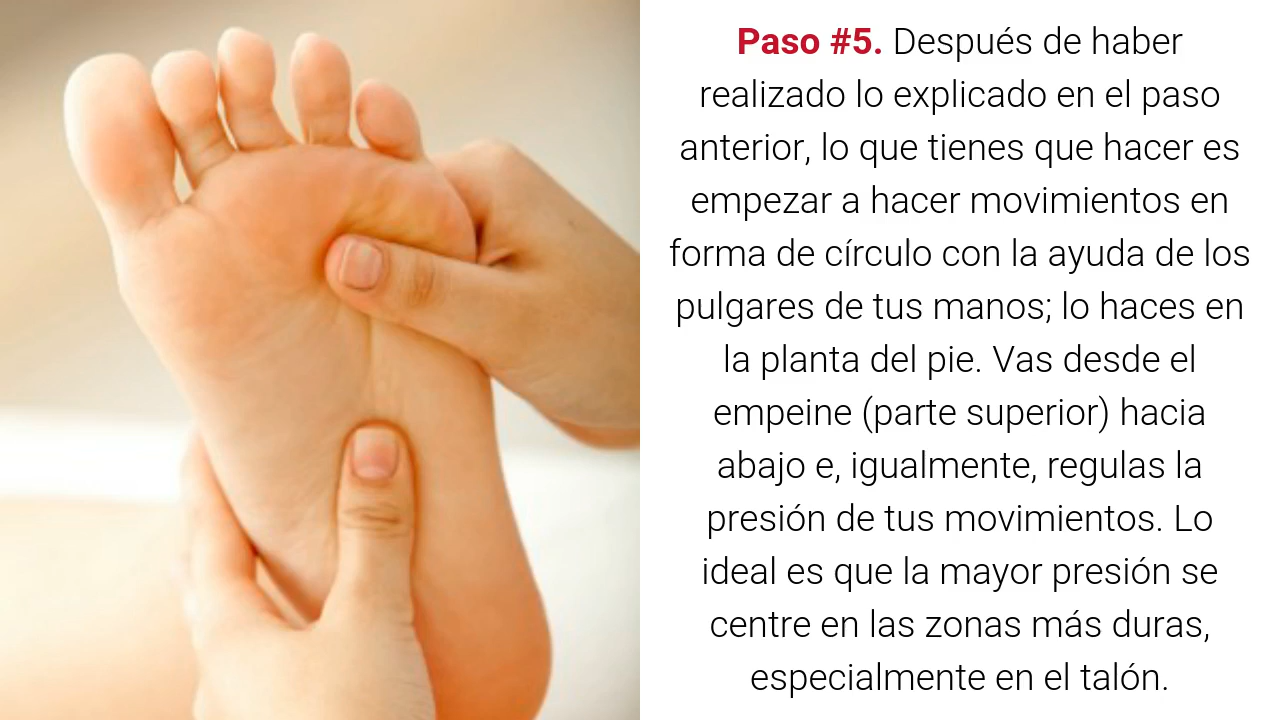 Paso #5. Después de haber
realizado lo explicado en el paso
anterior, lo que tienes que hacer es
empezar a hacer movimientos en
forma de círculo con la ayuda de los
pulgares de tus manos; lo haces en
la planta del pie. Vas desde el
empeine (parte superior) hacia
abajo e, igualmente, regulas la
presión de tus movimientos. Lo
ideal es que la mayor presión se
centre en las zonas más duras,
especialmente en el talón.